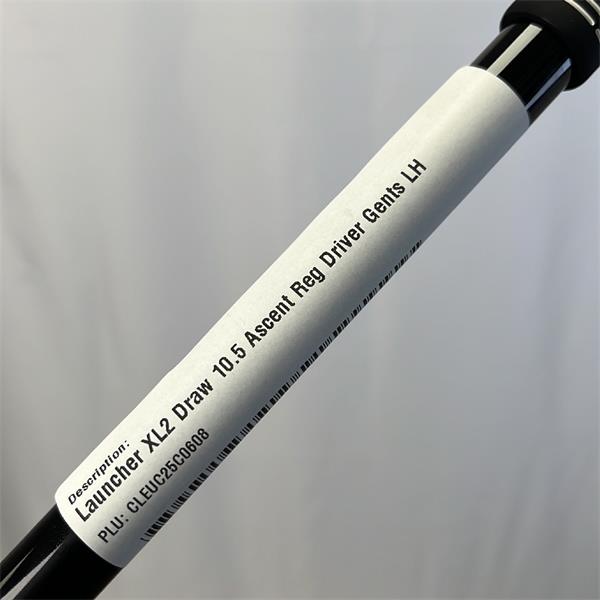 Description:
Launcher XL2 Draw 10.5 Ascent Reg Driver Gents LH
PLU: CLEUC25C0608